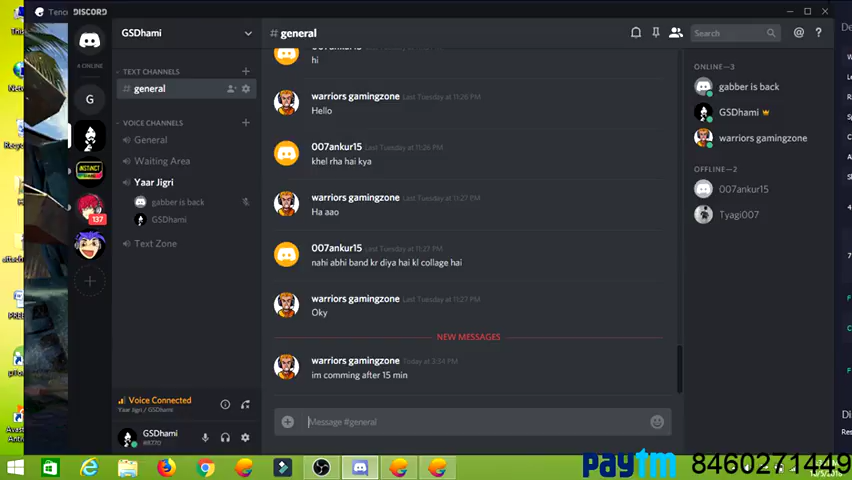 DISCORD
GSDhami
# general
Search
4 ONLINE
G
137
TEXT CHANNELS
# general
VOICE CHANNELS
General
Waiting Area
Yaar Jigri
gabber is back
GSDhami
Text Zone
Voice Connected
Yaar Jigri / GSDhami
GSDhami
007ankur15
hi
warriors gamingzone Last Tuesday at 11:26 PM
Hello
007ankur15 Last Tuesday at 11:26 PM
khel rha hai kya
warriors gamingzone Last Tuesday at 11:27 PM
Ha aao
007ankur15 Last Tuesday at 11:27 PM
nahi abhi band kr diya hai kl collage hai
warriors gamingzone Last Tuesday at 11:27 PM
Oky
NEW MESSAGES
warriors gamingzone Today at 3:34 PM
im comming after 15 min
Message #general
ONLINE—3
gabber is back
GSDhami
warriors gamingzone
OFFLINE—2
007ankur15
Tyagi007
paytm 8460271449